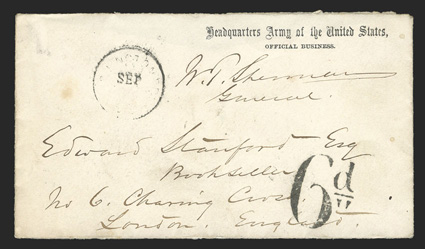 Headquarters Army of the United States,
OFFICIAL BUSINESS.
SEP
W. T. Sherman
General.
Edward Stanford Esq
Bookseller
No 6. Charing Cross.
London. England.
6d